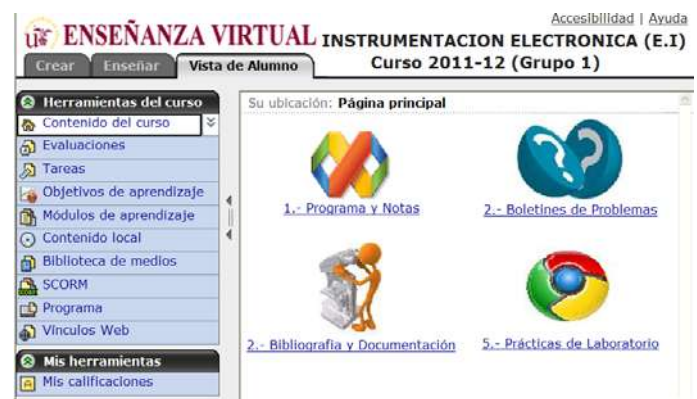 Accesibilidad | Ayuda
ENSEÑANZA VIRTUAL INSTRUMENTACION ELECTRONICA (E.I)
Curso 2011-12 (Grupo 1)
Crear Enseñar Vista de Alumno
Herramientas del curso
Contenido del curso
Evaluaciones
Tareas
Objetivos de aprendizaje
Módulos de aprendizaje
Contenido local
Biblioteca de medios
SCORM
Programa
Vínculos Web
Mis herramientas
Mis calificaciones
Su ubicación: Página principal
1.- Programa y Notas
2.- Boletines de Problemas
2.- Bibliografia y Documentación
5.- Prácticas de Laboratorio